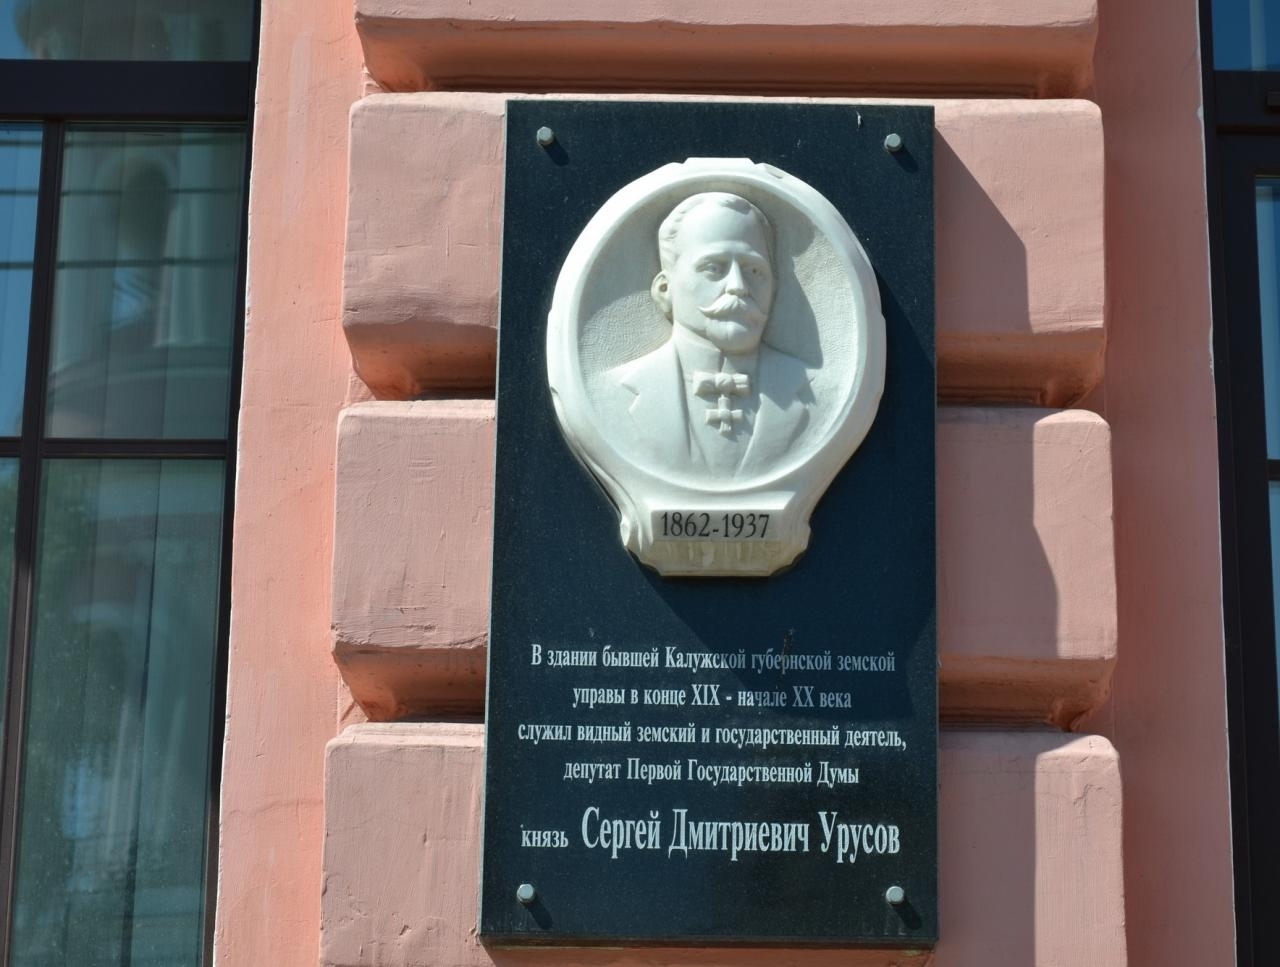 1862-1937
В здании бывшей Калужской губернской земской
управы в конце XIX - начале XX века
служил видный земский и государственный деятель,
депутат Первой Государственной Думы
князь Сергей Дмитриевич Урусов